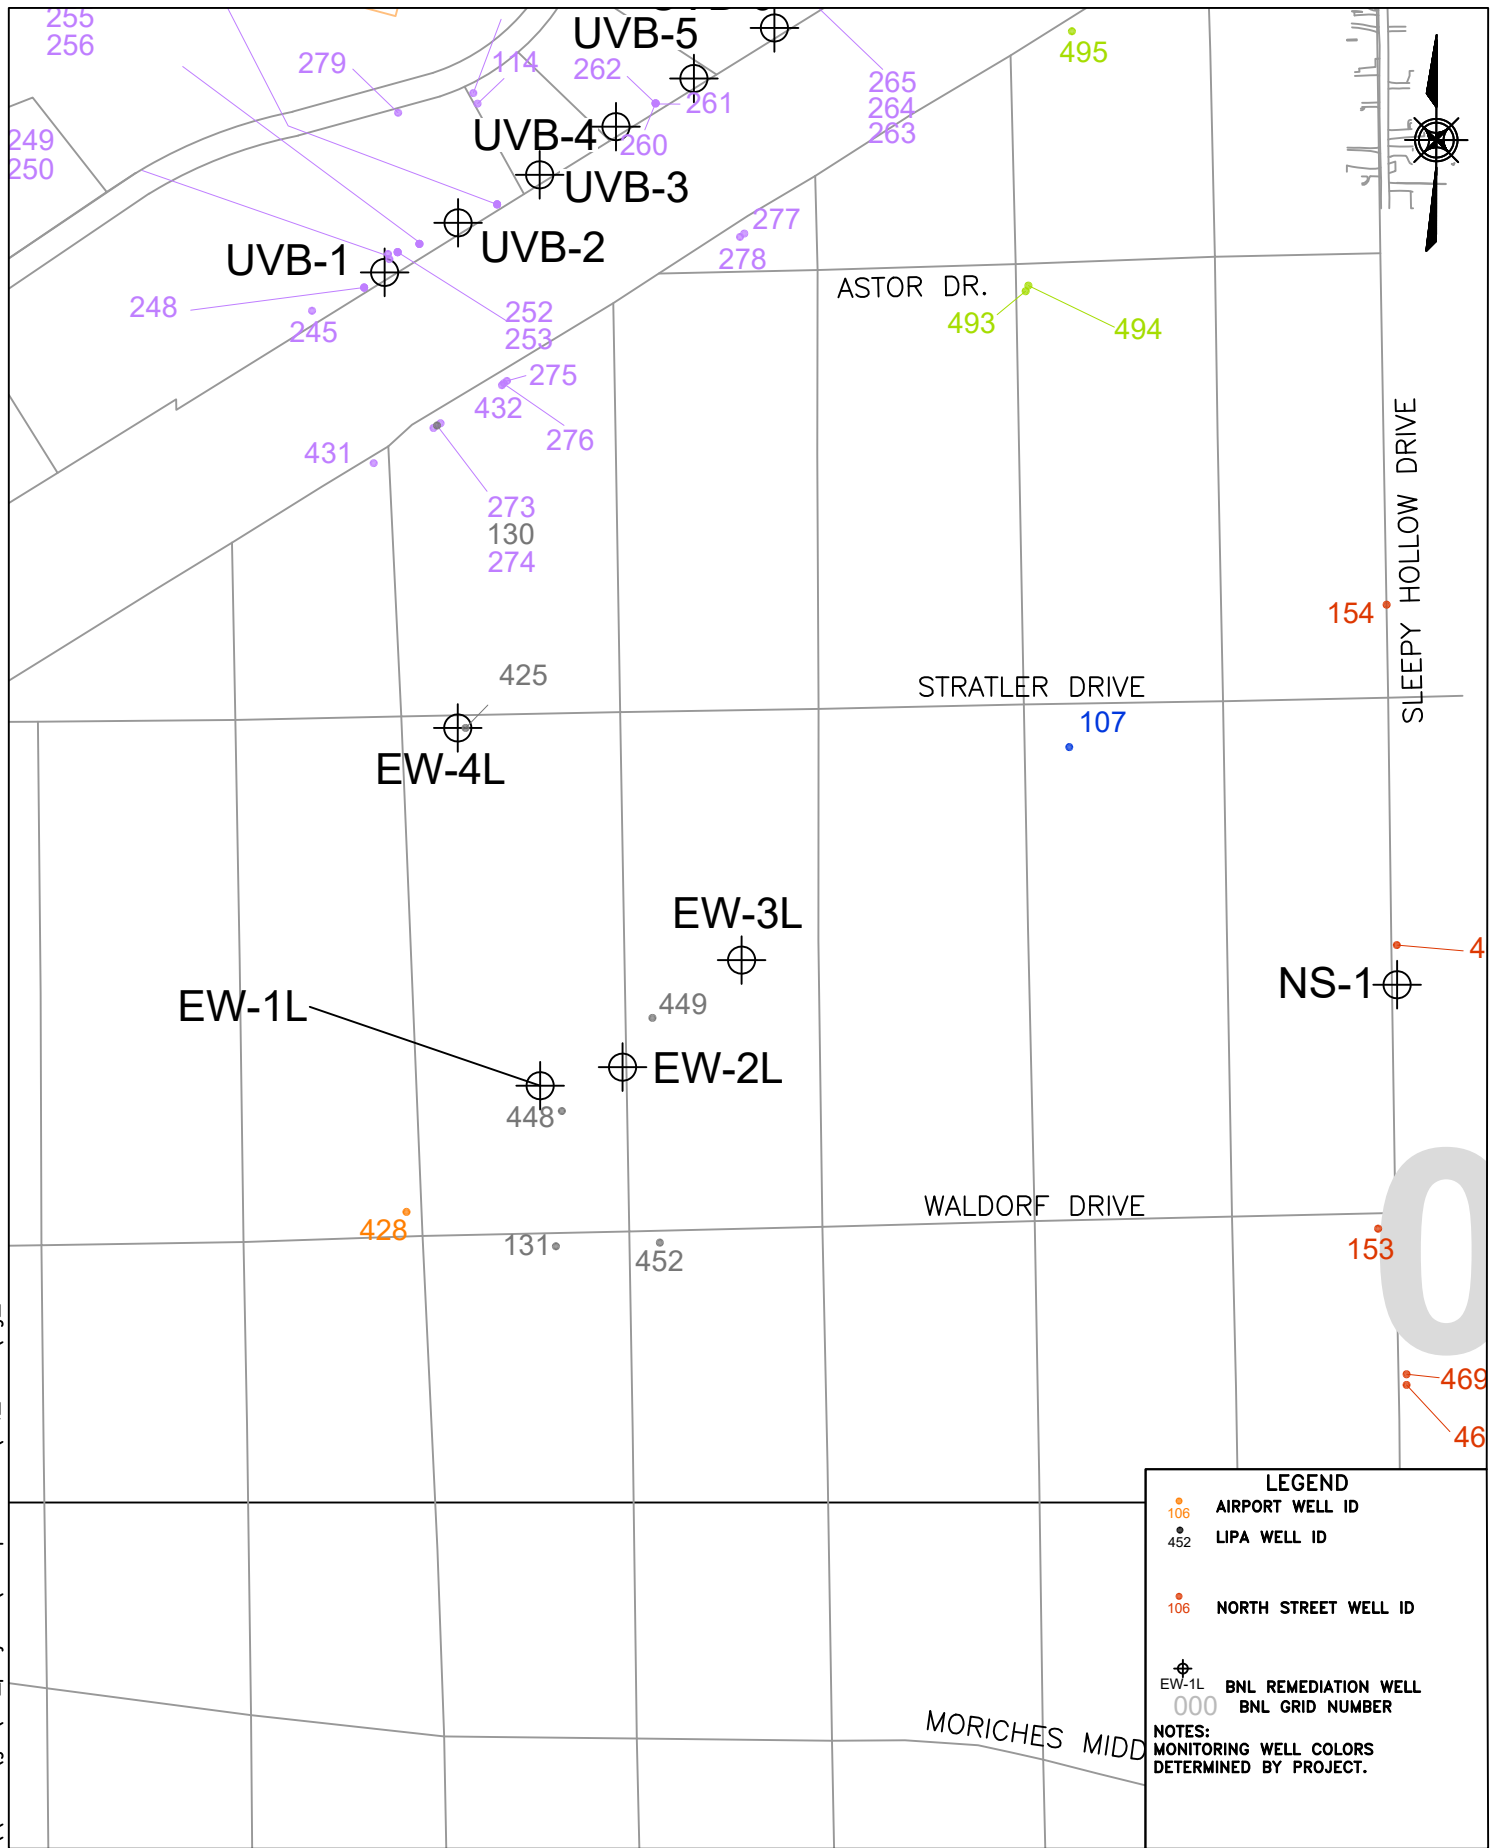 255
256
279
114
262
261
260
UVB-5
265
264
263
495
249
250
UVB-4
UVB-3
UVB-2
UVB-1
277
278
248
245
252
253
ASTOR DR.
493
494
275
432
276
431
273
130
274
SLEEPY HOLLOW DRIVE
154
425
STRATLER DRIVE
107
EW-4L
EW-3L
4
NS-1
EW-1L
449
EW-2L
448
WALDORF DRIVE
428
131
452
153
0
469
46
LEGEND
106 AIRPORT WELL ID
452 LIPA WELL ID
106 NORTH STREET WELL ID
EW-1L BNL REMEDIATION WELL
000 BNL GRID NUMBER
NOTES:
MONITORING WELL COLORS
DETERMINED BY PROJECT.
MORICHES MIDD